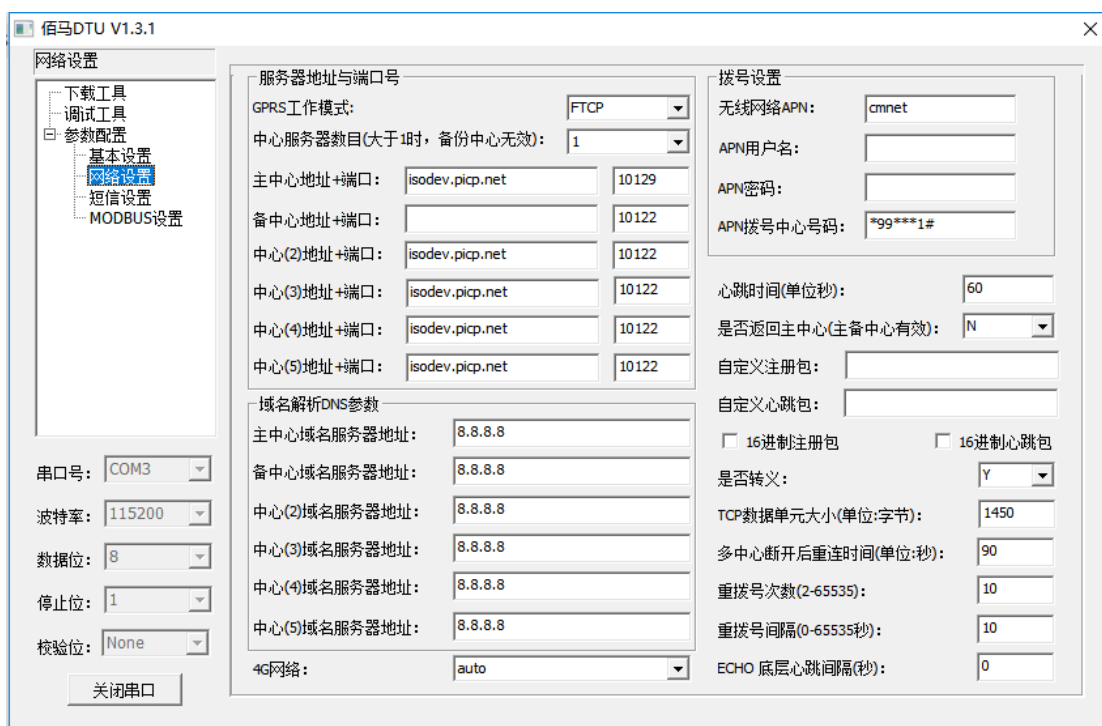 佰马DTU V1.3.1
网络设置
下载工具
调试工具
参数配置
基本设置
网络设置
短信设置
MODBUS设置
串口号: COM3
波特率: 115200
数据位: 8
停止位: 1
校验位: None
关闭串口
服务器地址与端口号
GPRS工作模式: FTCP
中心服务器数目(大于1时，备份中心无效): 1
主中心地址+端口: isodev.picp.net 10129
备中心地址+端口: 10122
中心(2)地址+端口: isodev.picp.net 10122
中心(3)地址+端口: isodev.picp.net 10122
中心(4)地址+端口: isodev.picp.net 10122
中心(5)地址+端口: isodev.picp.net 10122
域名解析DNS参数
主中心域名服务器地址: 8.8.8.8
备中心域名服务器地址: 8.8.8.8
中心(2)域名服务器地址: 8.8.8.8
中心(3)域名服务器地址: 8.8.8.8
中心(4)域名服务器地址: 8.8.8.8
中心(5)域名服务器地址: 8.8.8.8
4G网络: auto
拨号设置
无线网络APN: cmnet
APN用户名:
APN密码:
APN拨号中心号码: *99***1#
心跳时间(单位秒): 60
是否返回主中心(主备中心有效): N
自定义注册包:
自定义心跳包:
16进制注册包 16进制心跳包
是否转义: Y
TCP数据单元大小(单位:字节): 1450
多中心断开后重连时间(单位:秒): 90
重拨号次数(2-65535): 10
重拨号间隔(0-65535秒): 10
ECHO 底层心跳间隔(秒): 0